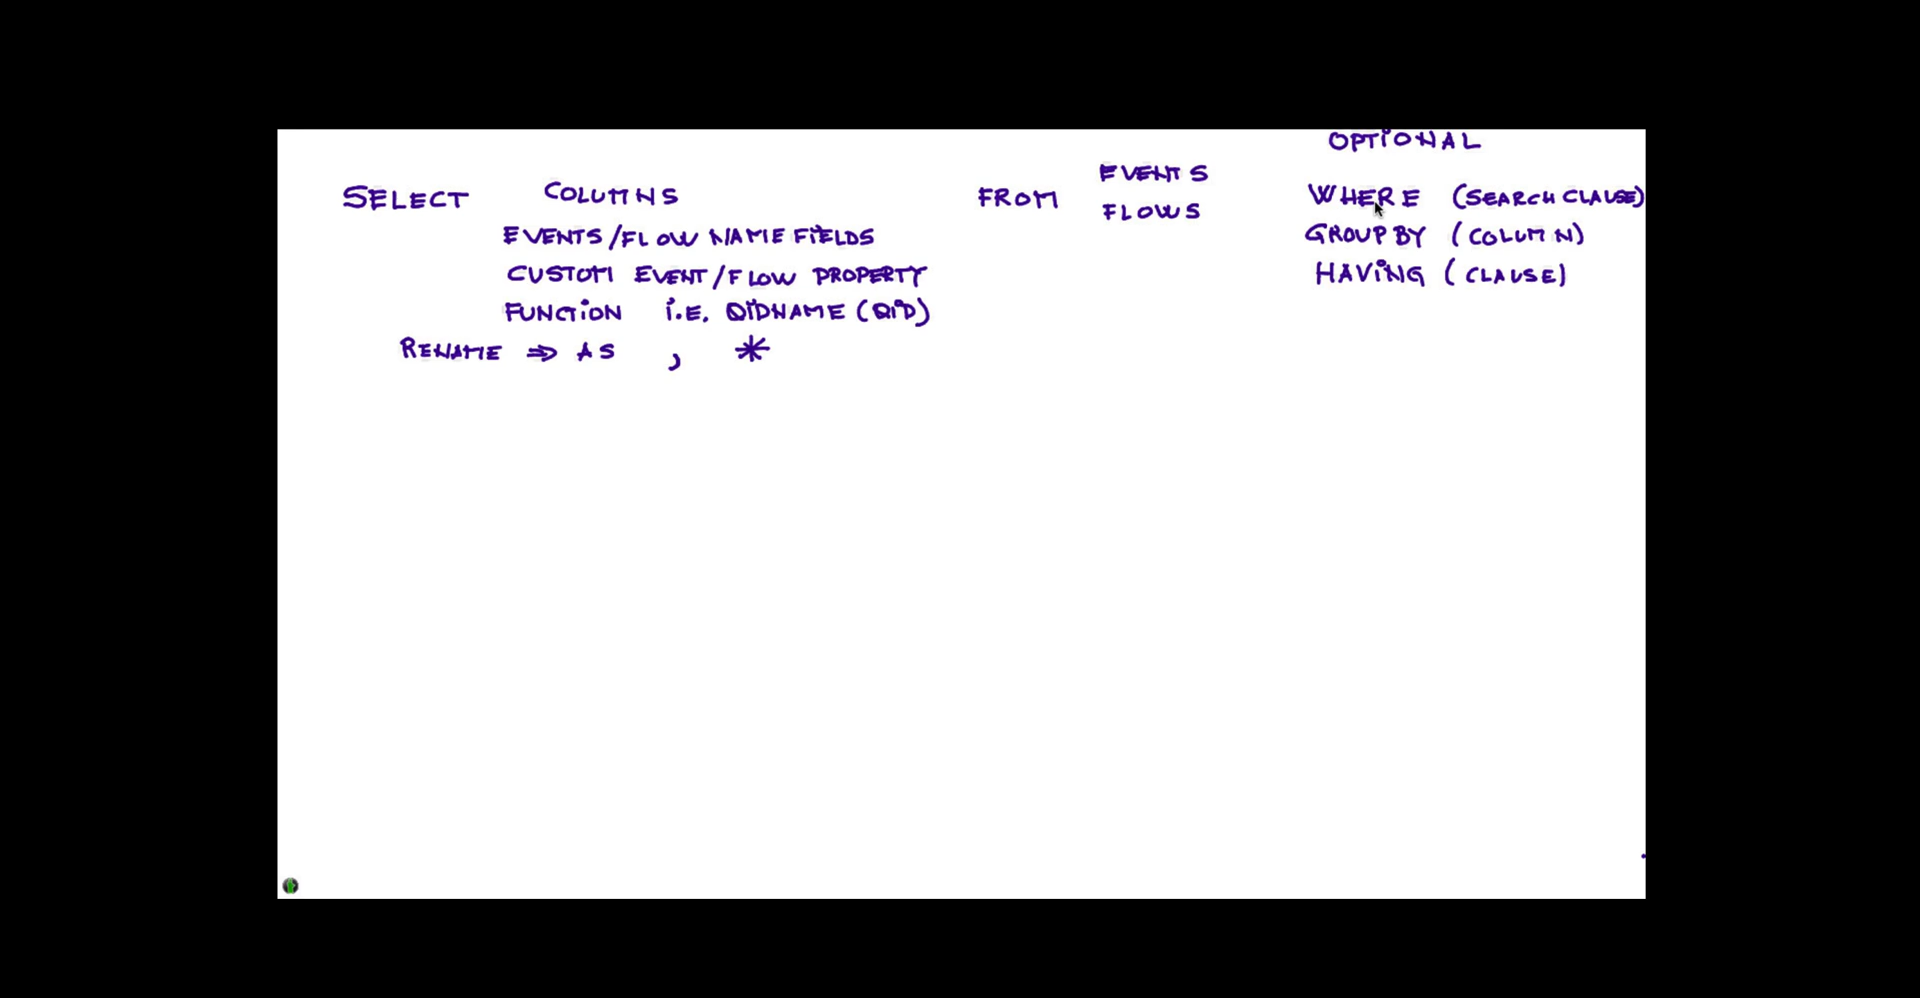 OPTIONAL
SELECT COLUMNS FROM EVENTS WHERE (SEARCH CLAUSE)
FLOWS
EVENTS/FLOW NAME FIELDS GROUP BY (COLUMN)
CUSTOM EVENT/FLOW PROPERTY HAVING (CLAUSE)
FUNCTION i.E. QIDNAME (QID)
RENAME ⇒ AS , *